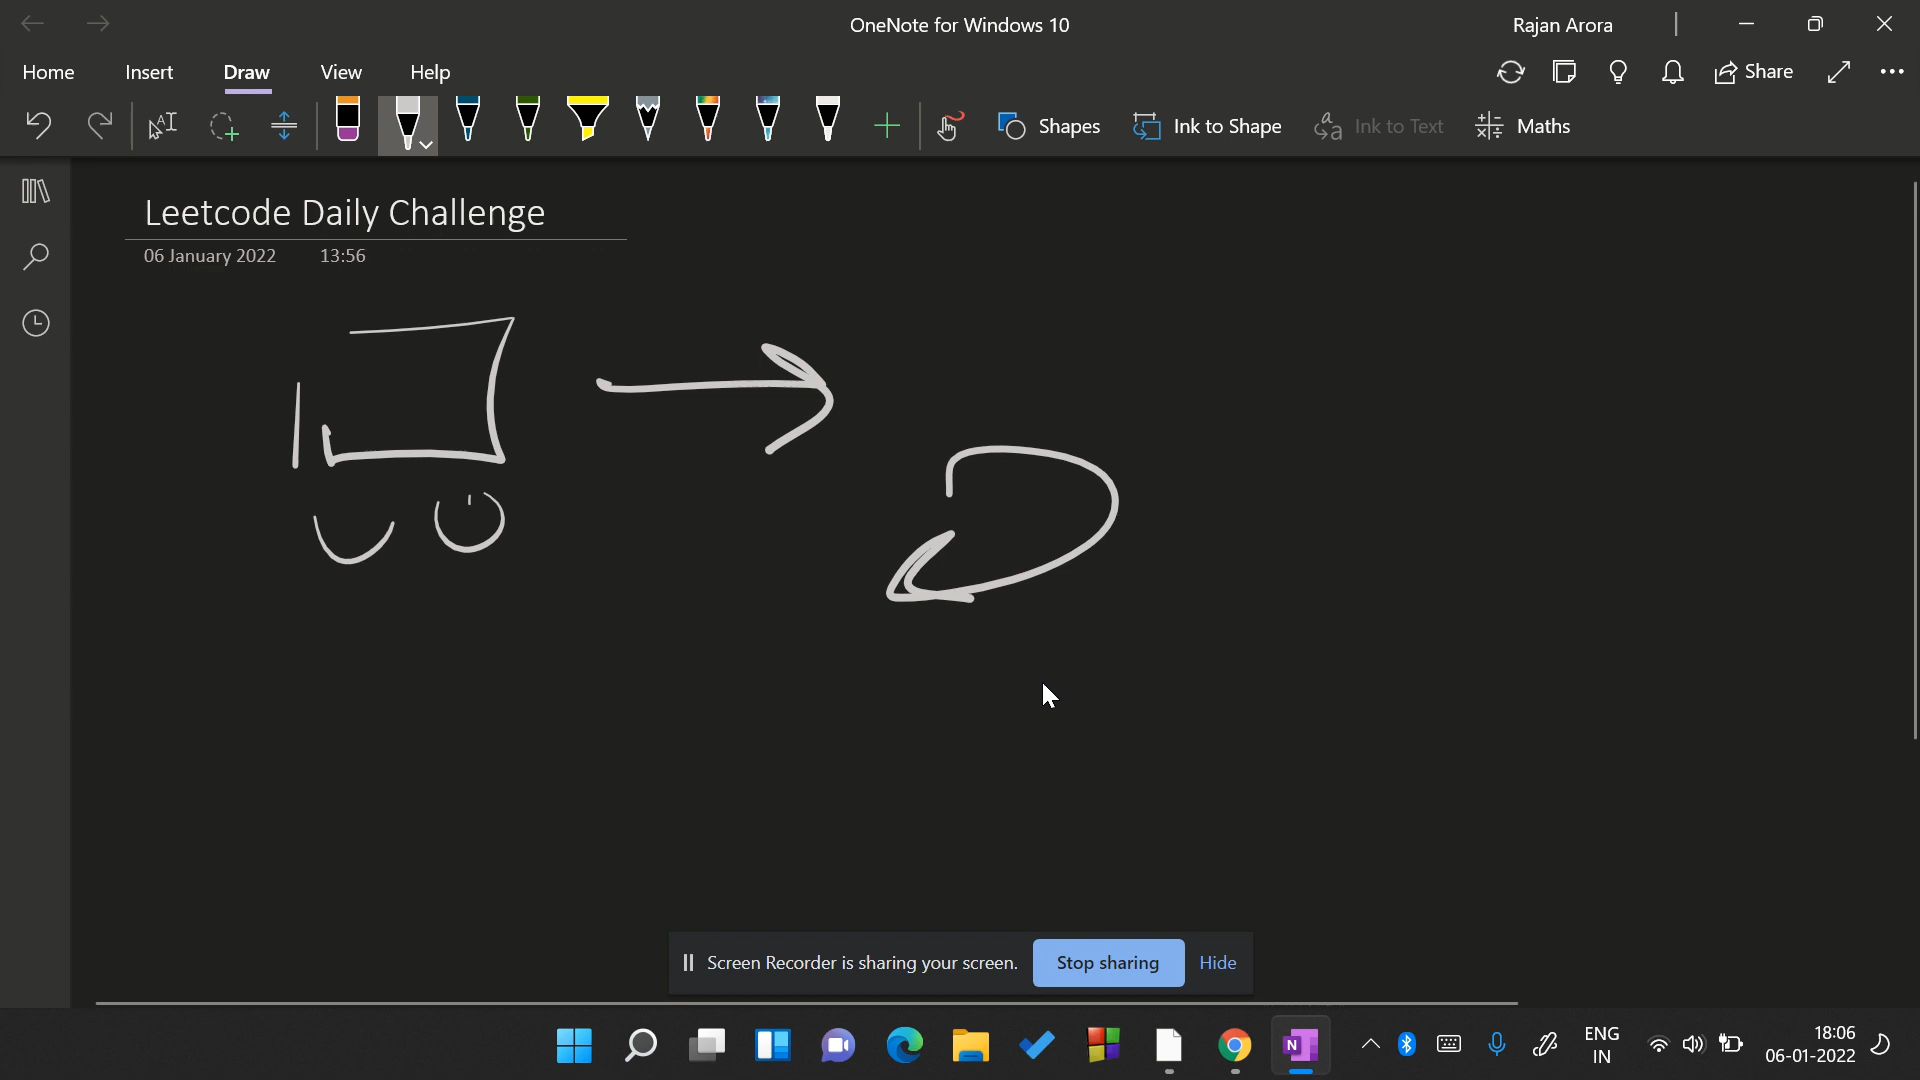 OneNote for Windows 10
Rajan Arora
Home Insert Draw View Help
Share
Shapes Ink to Shape Ink to Text Maths
Leetcode Daily Challenge
06 January 2022 13:56
Screen Recorder is sharing your screen. Stop sharing Hide
ENG
IN
18:06
06-01-2022